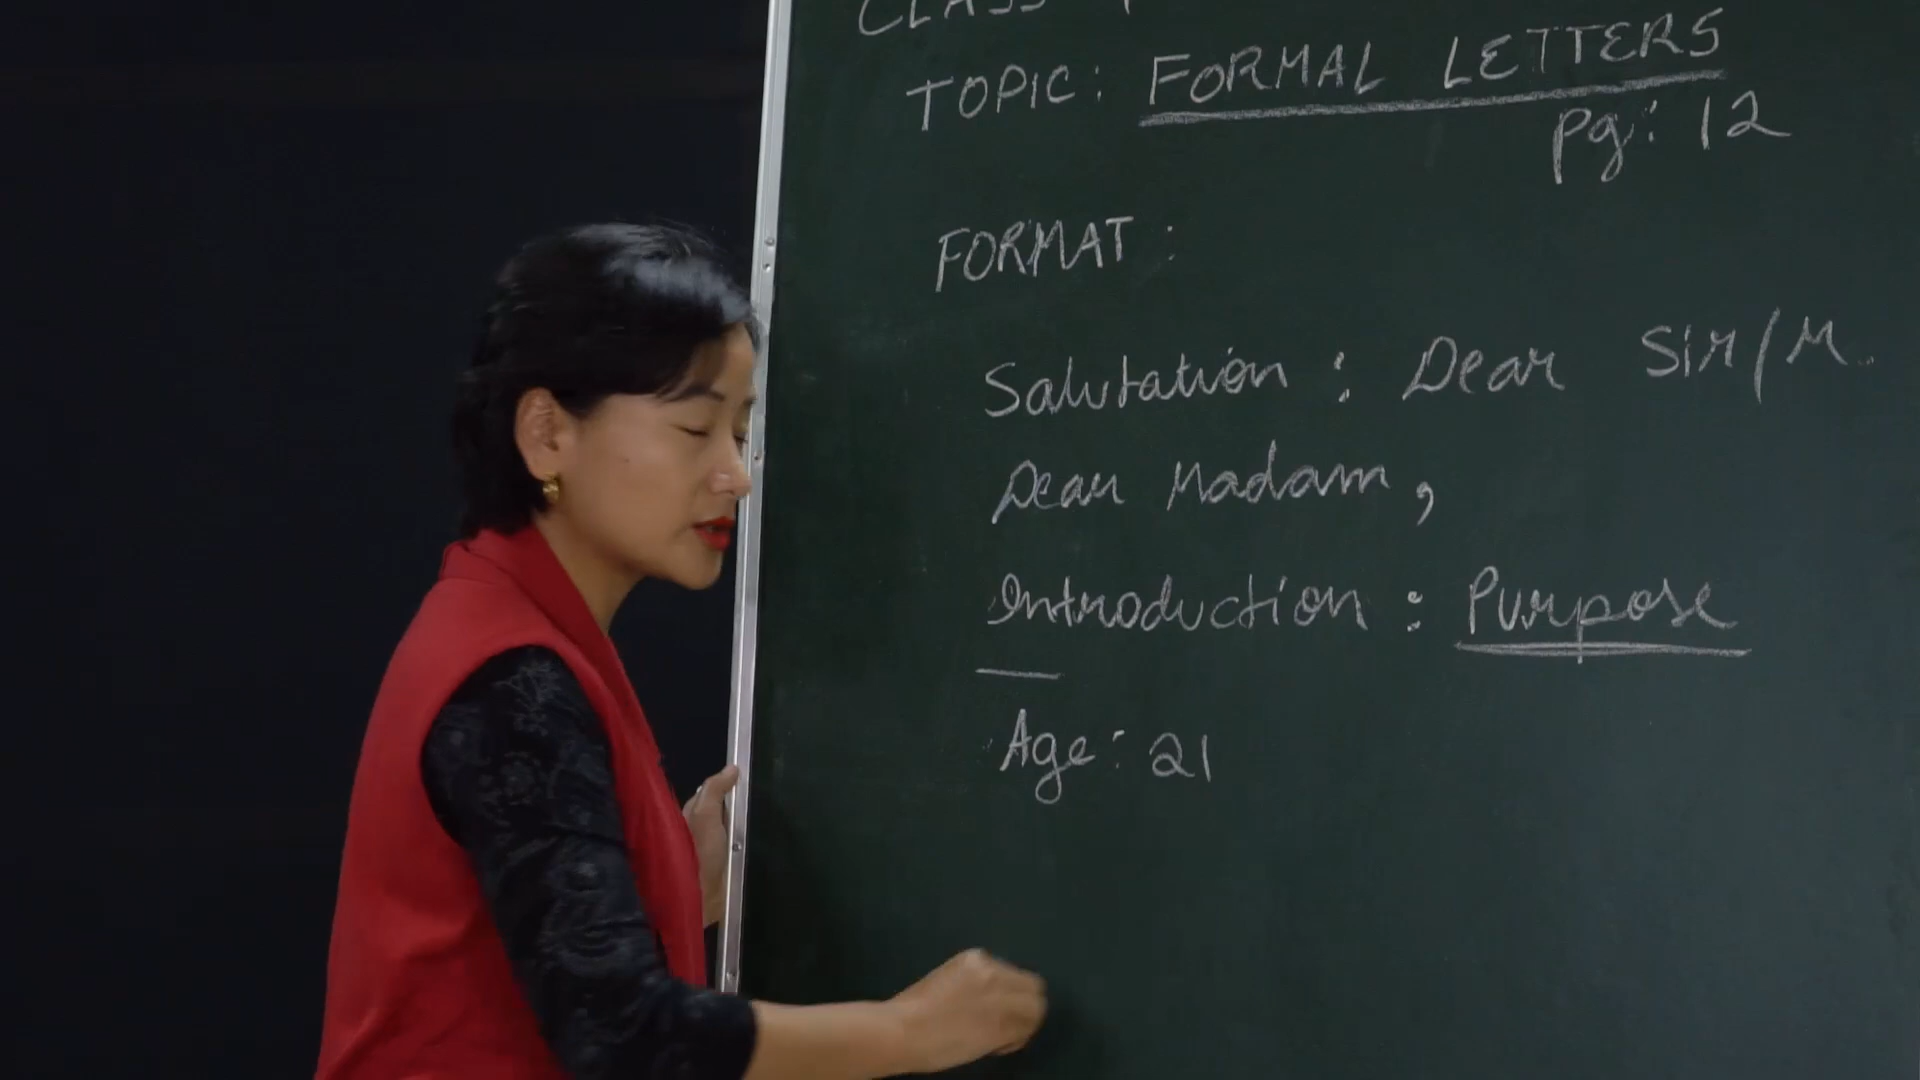 CLASS
TOPIC: FORMAL LETTERS
Pg: 12
FORMAT:
Salutation: Dear Sir/M.
Dear Madam,
Introduction: Purpose
Age: 21